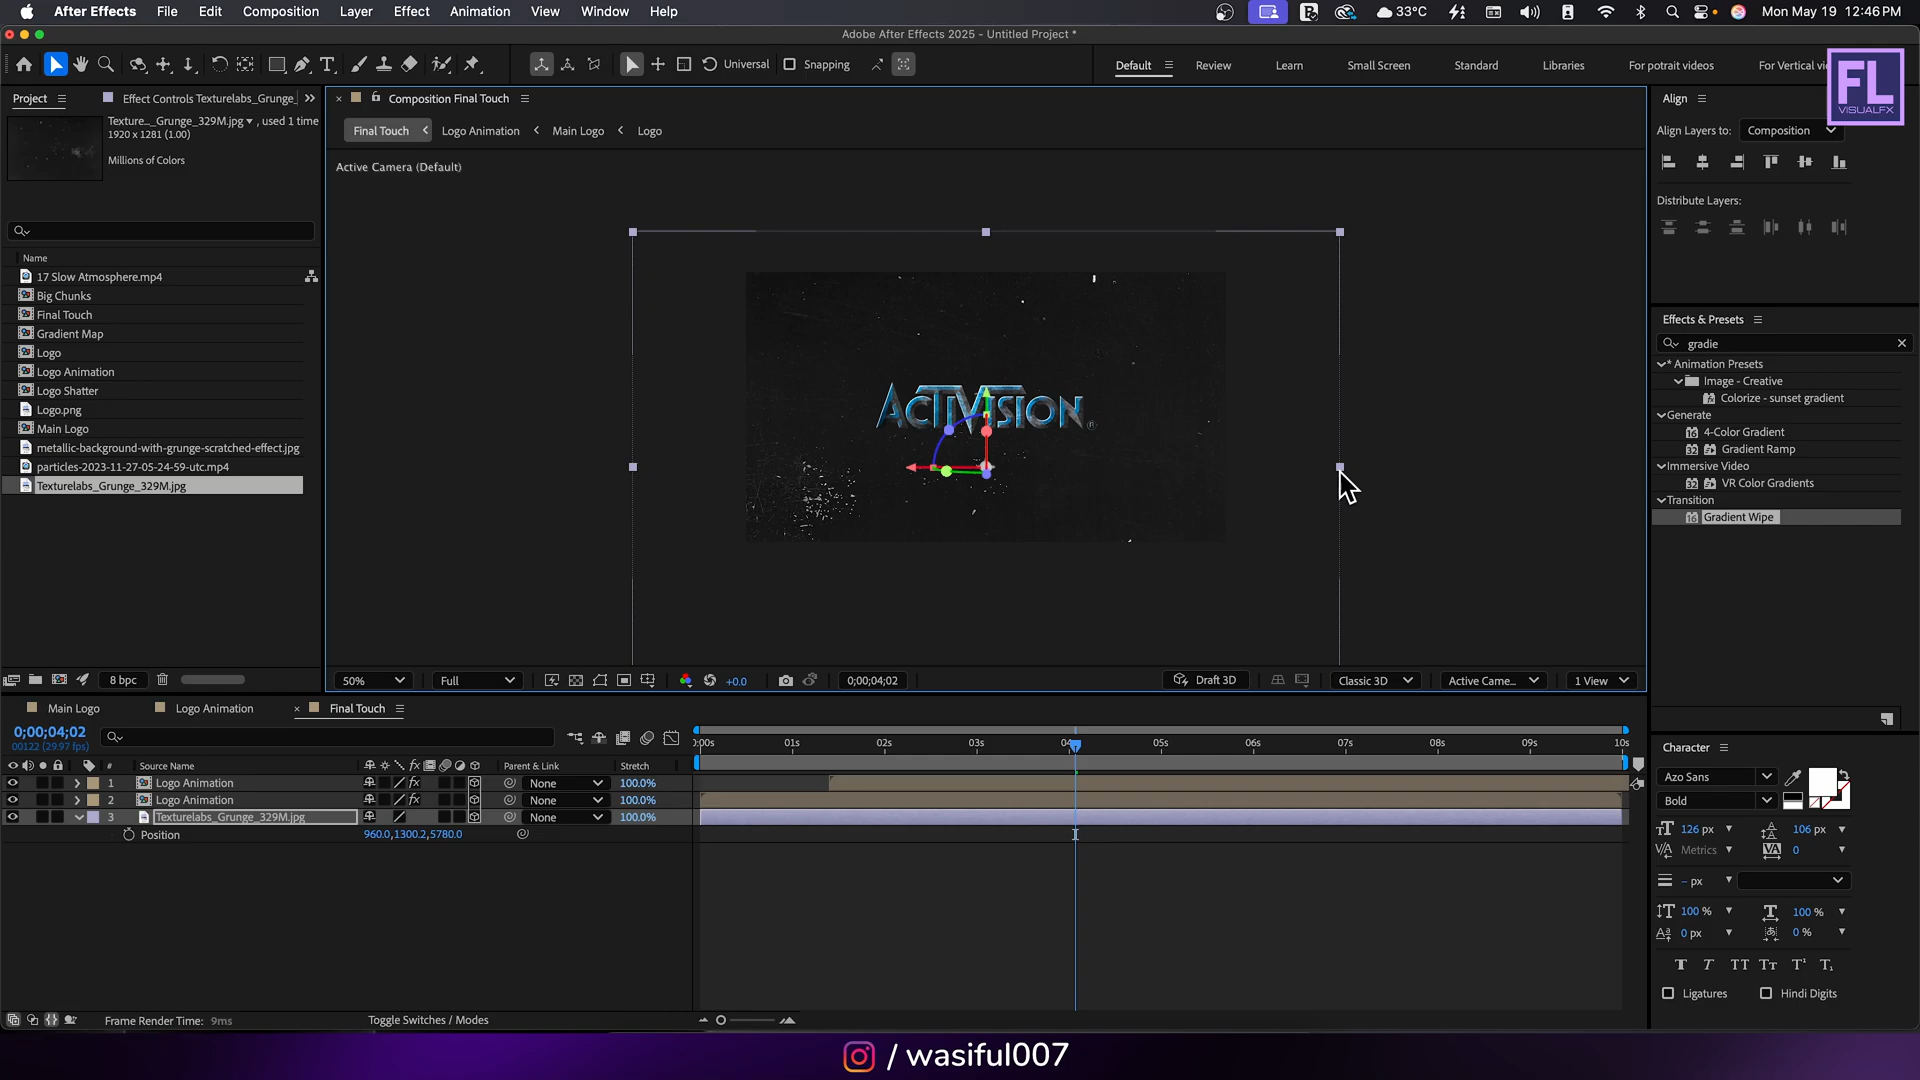 After Effects File Edit Composition Layer Effect Animation View Window Help 33°C Mon May 19 12:46 PM
Adobe After Effects 2025 - Untitled Project *
Universal Snapping Default Review Learn Small Screen Standard Libraries For potrait videos For Vertical vi
FL
VISUALFX
Project Effect Controls Texturelabs_Grunge_ Composition Final Touch Align
Texture..._Grunge_329M.jpg , used 1 time
1920 x 1281 (1.00)
Millions of Colors
Final Touch Logo Animation Main Logo Logo
Align Layers to: Composition
Active Camera (Default)
Distribute Layers:
Name
17 Slow Atmosphere.mp4
Big Chunks
Final Touch
Gradient Map
Logo
Logo Animation
Logo Shatter
Logo.png
Main Logo
metallic-background-with-grunge-scratched-effect.jpg
particles-2023-11-27-05-24-59-utc.mp4
Texturelabs_Grunge_329M.jpg
ACTIVISION®
Effects & Presets
gradie
* Animation Presets
Image - Creative
Colorize - sunset gradient
Generate
4-Color Gradient
Gradient Ramp
Immersive Video
VR Color Gradients
Transition
Gradient Wipe
8 bpc 50% Full +0.0 0;00;04;02 Draft 3D Classic 3D Active Came... 1 View
Main Logo Logo Animation Final Touch
0;00;04;02
00122 (29.97 fps)
0:00s 01s 02s 03s 04 05s 06s 07s 08s 09s 10s
# Source Name Parent & Link Stretch
1 Logo Animation None 100.0%
2 Logo Animation None 100.0%
3 Texturelabs_Grunge_329M.jpg None 100.0%
Position 960.0,1300.2,5780.0
Frame Render Time: 9ms Toggle Switches / Modes
Character
Azo Sans
Bold
126 px 106 px
Metrics 0
– px
100 % 100 %
0 px 0 %
Ligatures Hindi Digits
/ wasiful007